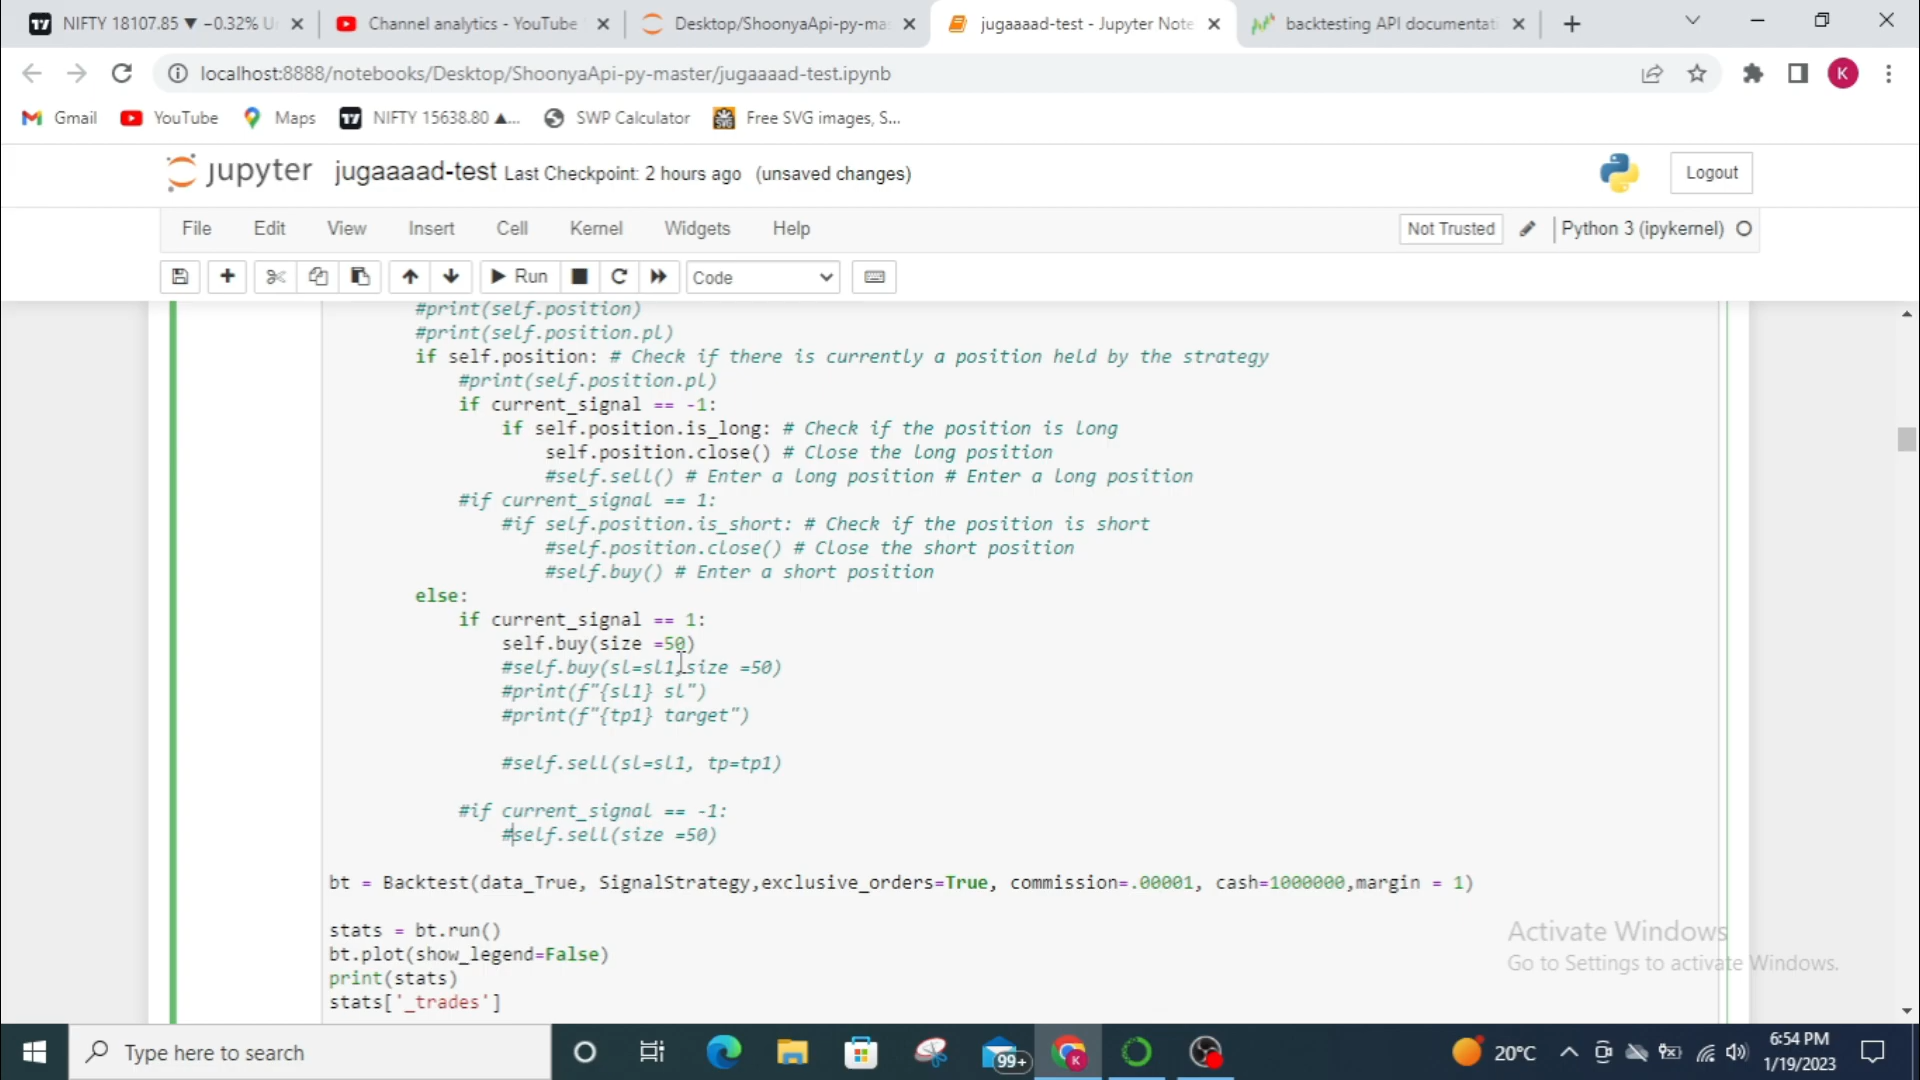 NIFTY 18107.85 ▼ −0.32% U
Channel analytics - YouTube
Desktop/ShoonyaApi-py-ma
jugaaaad-test - Jupyter Note
backtesting API documentati
localhost:8888/notebooks/Desktop/ShoonyaApi-py-master/jugaaaad-test.ipynb
K
Gmail
YouTube
Maps
NIFTY 15638.80 ▲...
SWP Calculator
Free SVG images, S...
jupyter jugaaaad-test Last Checkpoint: 2 hours ago (unsaved changes)
Logout
File Edit View Insert Cell Kernel Widgets Help
Not Trusted
Python 3 (ipykernel)
Run
Code
#print(self.position)
#print(self.position.pl)
if self.position: # Check if there is currently a position held by the strategy
#print(self.position.pl)
if current_signal == -1:
if self.position.is_long: # Check if the position is long
self.position.close() # Close the long position
#self.sell() # Enter a long position # Enter a long position
#if current_signal == 1:
#if self.position.is_short: # Check if the position is short
#self.position.close() # Close the short position
#self.buy() # Enter a short position
else:
if current_signal == 1:
self.buy(size =50)
#self.buy(sl=sl1,size =50)
#print(f"{sl1} sl")
#print(f"{tp1} target")
#self.sell(sl=sl1, tp=tp1)
#if current_signal == -1:
#self.sell(size =50)
bt = Backtest(data_True, SignalStrategy,exclusive_orders=True, commission=.00001, cash=1000000,margin = 1)
stats = bt.run()
bt.plot(show_legend=False)
print(stats)
stats['_trades']
Activate Windows
Go to Settings to activate Windows.
Type here to search
99+
K
20°C
6:54 PM
1/19/2023